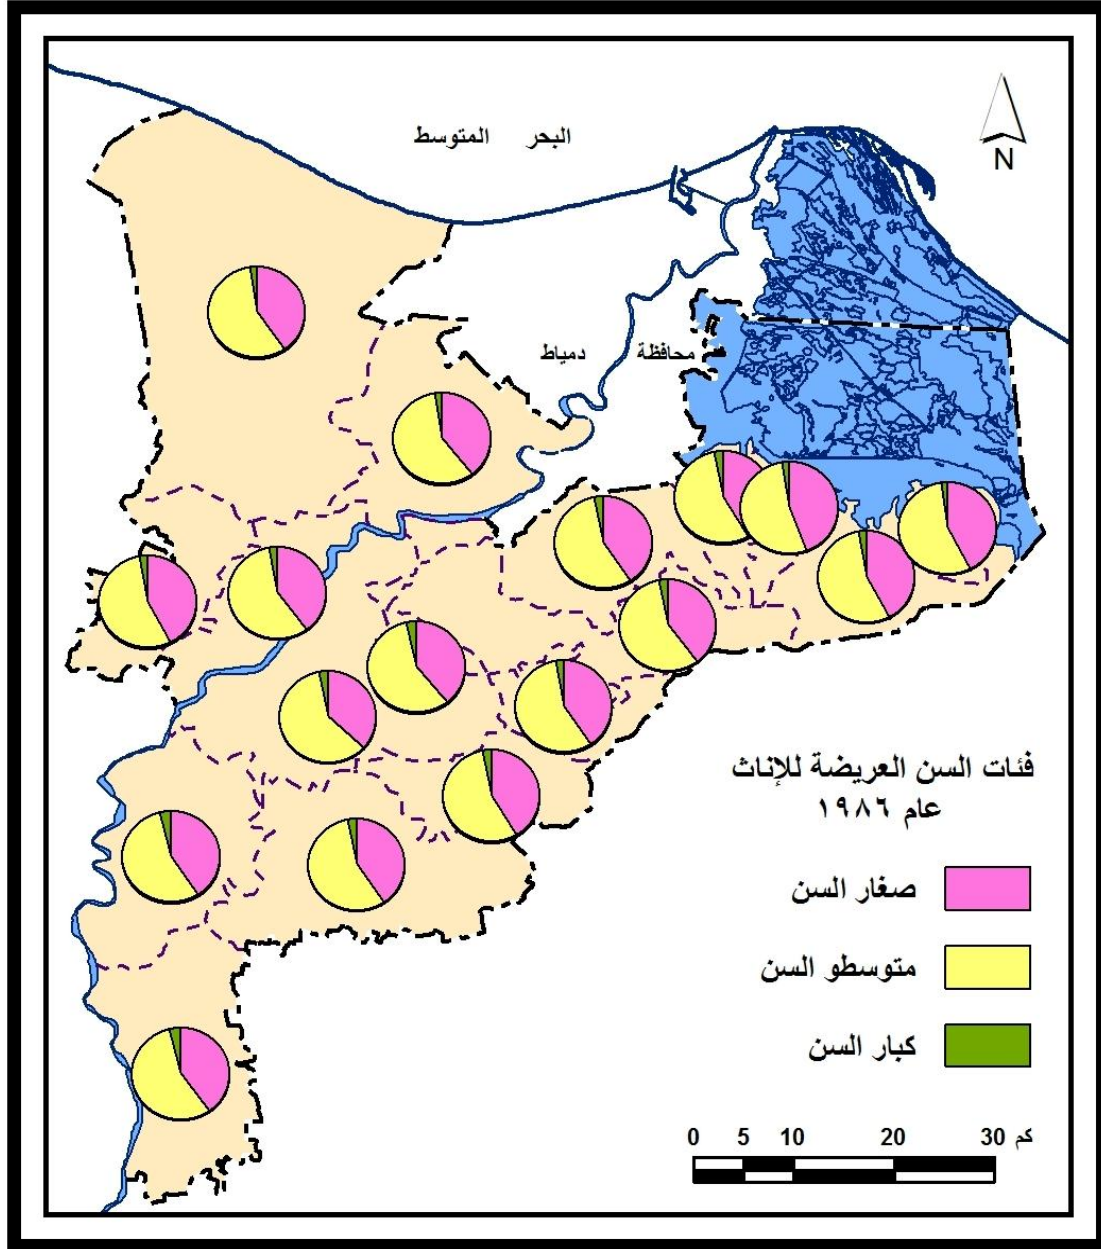 البحر المتوسط
N
محافظة دمياط
فئات السن العريضة للإناث
عام ١٩٨٦
صغار السن
متوسطو السن
كبار السن
0 5 10 20 30 كم